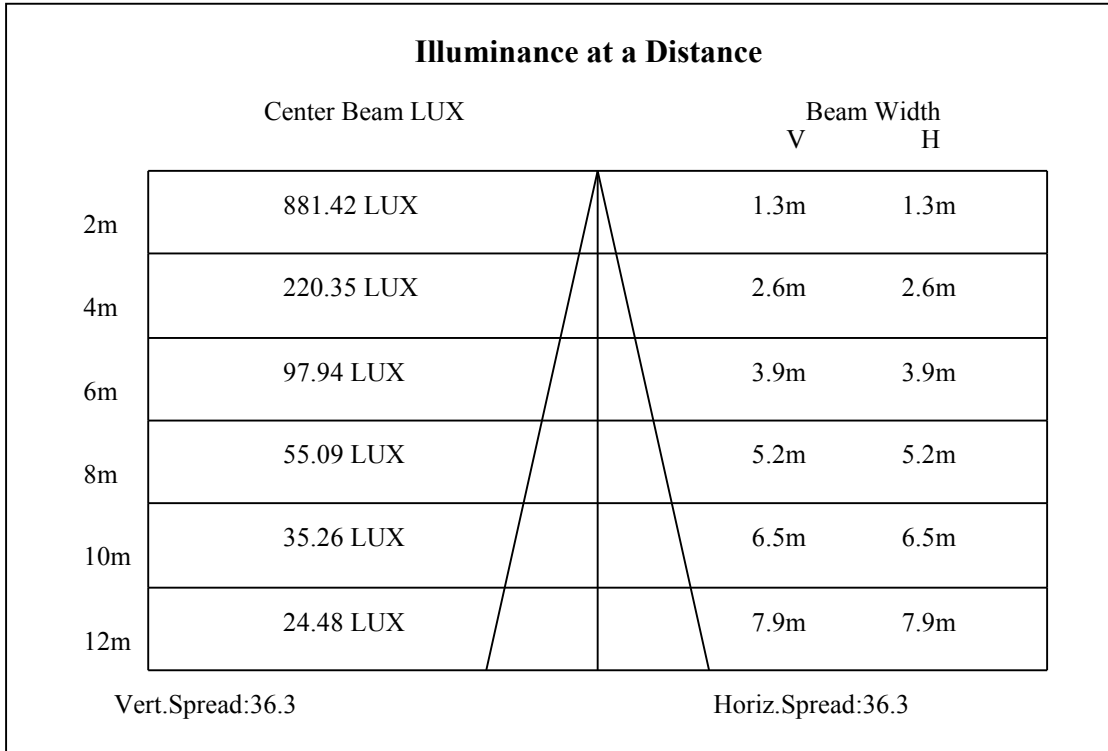 Illuminance at a Distance
Center Beam LUX Beam Width
V H
2m 881.42 LUX 1.3m 1.3m
4m 220.35 LUX 2.6m 2.6m
6m 97.94 LUX 3.9m 3.9m
8m 55.09 LUX 5.2m 5.2m
10m 35.26 LUX 6.5m 6.5m
12m 24.48 LUX 7.9m 7.9m
Vert.Spread:36.3 Horiz.Spread:36.3